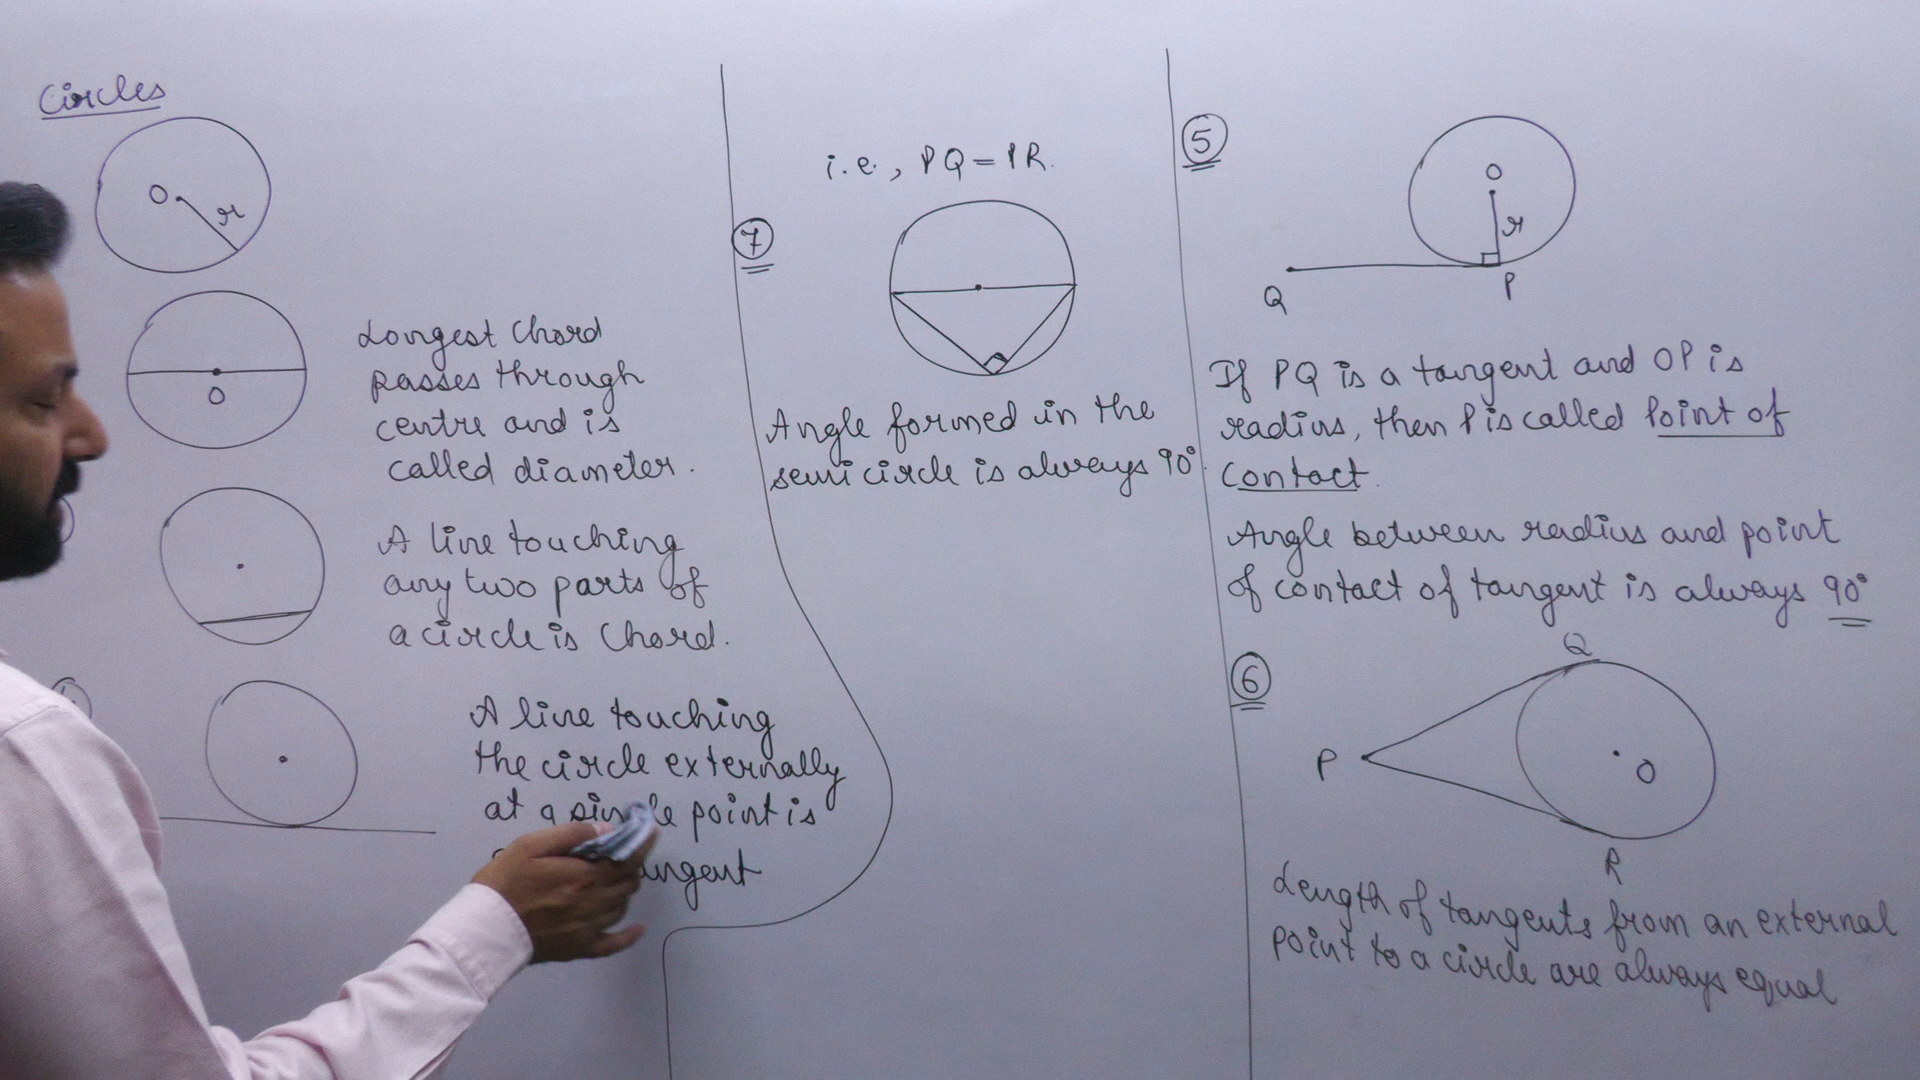 Circles
O
r
O
Longest Chord
passes through
centre and is
called diameter.
A line touching
any two parts of
a circle is Chord.
A line touching
the circle externally
at a single point is
tangent
i.e., PQ = PR.
7
Angle formed in the
semi circle is always 90°.
5
O
r
Q
P
If PQ is a tangent and OP is
radius, then P is called Point of
Contact.
Angle between radius and point
of contact of tangent is always 90°
6
Q
P
O
R
Length of tangents from an external
point to a circle are always equal